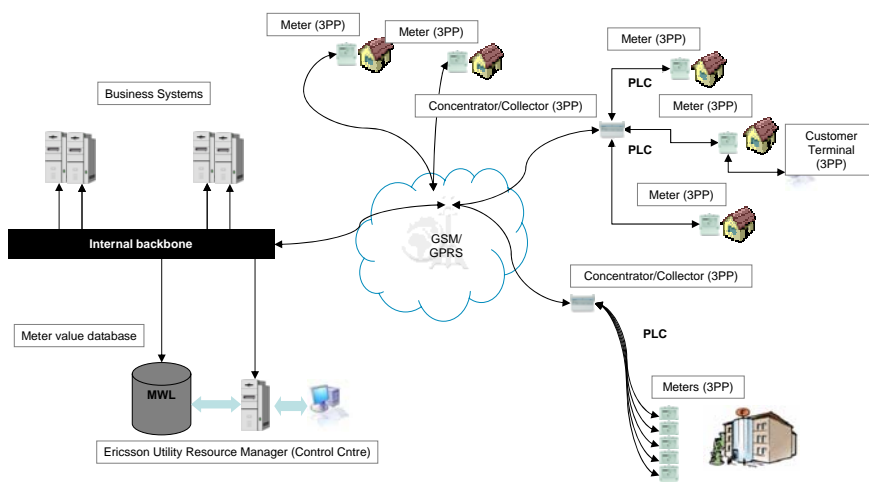 Meter (3PP)
Meter (3PP)
Meter (3PP)
Business Systems
PLC
Concentrator/Collector (3PP)
Meter (3PP)
PLC
Customer
Terminal
(3PP)
Meter (3PP)
Internal backbone
GSM/
GPRS
Concentrator/Collector (3PP)
Meter value database
PLC
MWL
Meters (3PP)
Ericsson Utility Resource Manager (Control Cntre)